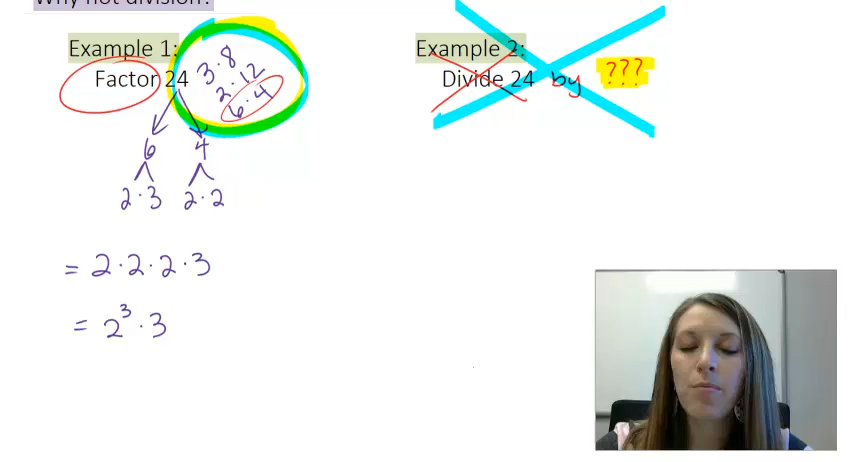 Why not division?
Example 1:
Factor 24
3·8
2·12
6·4
6 4
2·3 2·2
= 2·2·2·3
= 2³·3
Example 2:
Divide 24 by ???